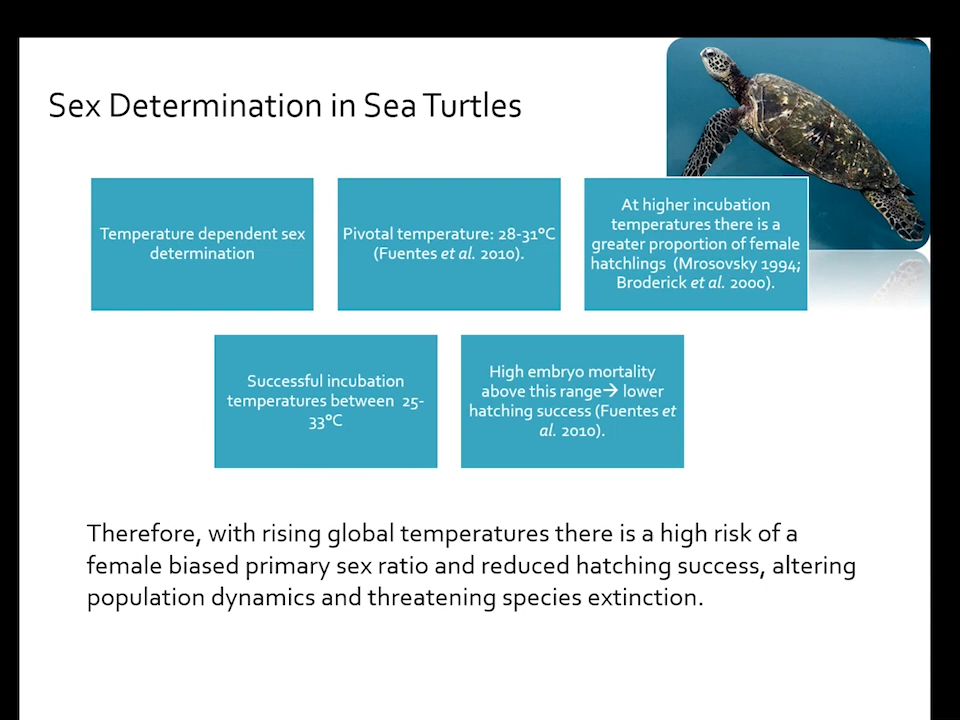 Sex Determination in Sea Turtles
Temperature dependent sex
determination
Pivotal temperature: 28-31°C
(Fuentes et al. 2010).
At higher incubation
temperatures there is a
greater proportion of female
hatchlings (Mrosovsky 1994;
Broderick et al. 2000).
Successful incubation
temperatures between 25-
33°C
High embryo mortality
above this range→ lower
hatching success (Fuentes et
al. 2010).
Therefore, with rising global temperatures there is a high risk of a
female biased primary sex ratio and reduced hatching success, altering
population dynamics and threatening species extinction.